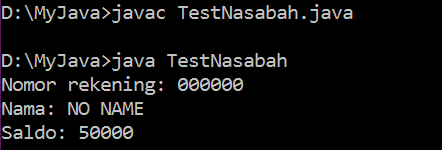 D:\MyJava>javac TestNasabah.java
D:\MyJava>java TestNasabah
Nomor rekening: 000000
Nama: NO NAME
Saldo: 50000